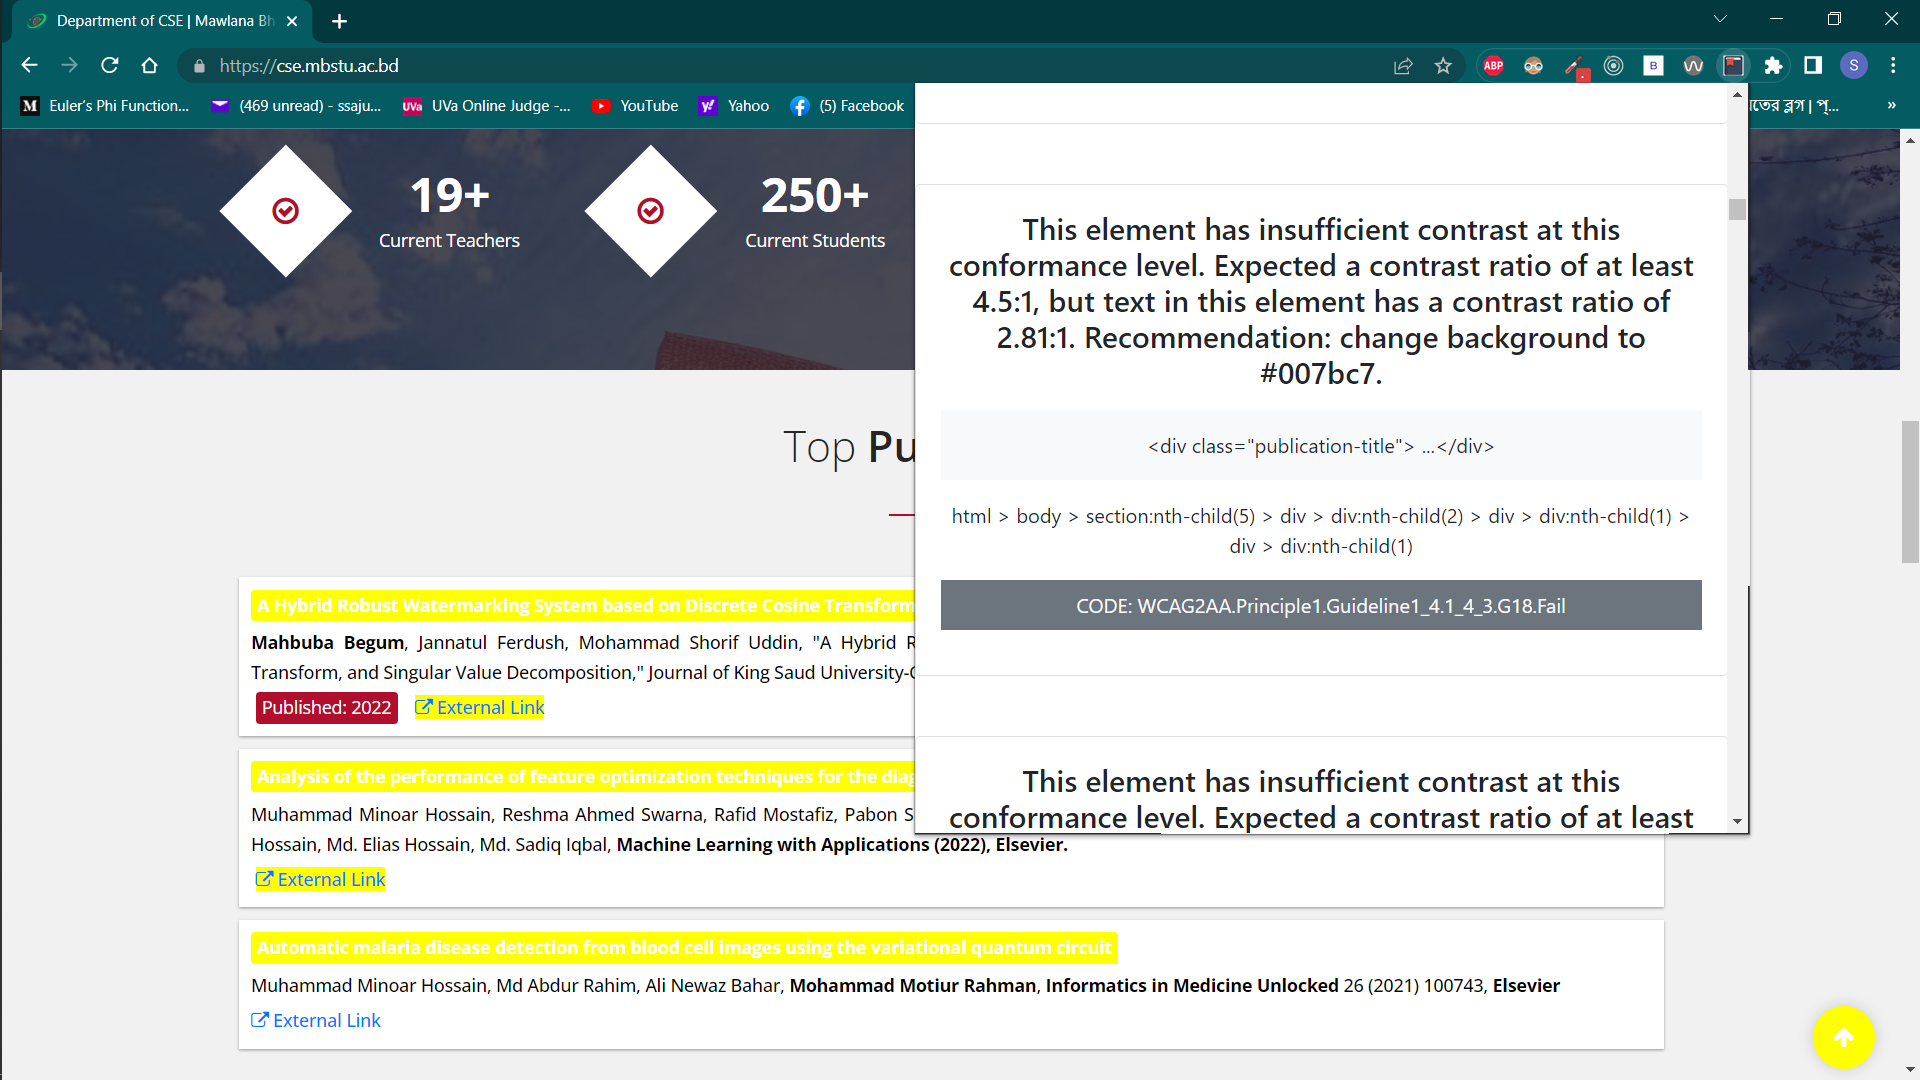 Department of CSE | Mawlana Bh
https://cse.mbstu.ac.bd
ABP
B
S
M Euler's Phi Function...
(469 unread) - ssaju...
UVa UVa Online Judge -...
YouTube
y! Yahoo
(5) Facebook
তের ব্লগ | প্...
»
19+
Current Teachers
250+
Current Students
Top Pu
A Hybrid Robust Watermarking System based on Discrete Cosine Transform
Mahbuba Begum, Jannatul Ferdush, Mohammad Shorif Uddin, "A Hybrid R
Transform, and Singular Value Decomposition," Journal of King Saud University-C
Published: 2022 External Link
Analysis of the performance of feature optimization techniques for the diag
Muhammad Minoar Hossain, Reshma Ahmed Swarna, Rafid Mostafiz, Pabon S
Hossain, Md. Elias Hossain, Md. Sadiq Iqbal, Machine Learning with Applications (2022), Elsevier.
External Link
Automatic malaria disease detection from blood cell images using the variational quantum circuit
Muhammad Minoar Hossain, Md Abdur Rahim, Ali Newaz Bahar, Mohammad Motiur Rahman, Informatics in Medicine Unlocked 26 (2021) 100743, Elsevier
External Link
This element has insufficient contrast at this
conformance level. Expected a contrast ratio of at least
4.5:1, but text in this element has a contrast ratio of
2.81:1. Recommendation: change background to
#007bc7.
<div class="publication-title"> ...</div>
html > body > section:nth-child(5) > div > div:nth-child(2) > div > div:nth-child(1) >
div > div:nth-child(1)
CODE: WCAG2AA.Principle1.Guideline1_4.1_4_3.G18.Fail
This element has insufficient contrast at this
conformance level. Expected a contrast ratio of at least